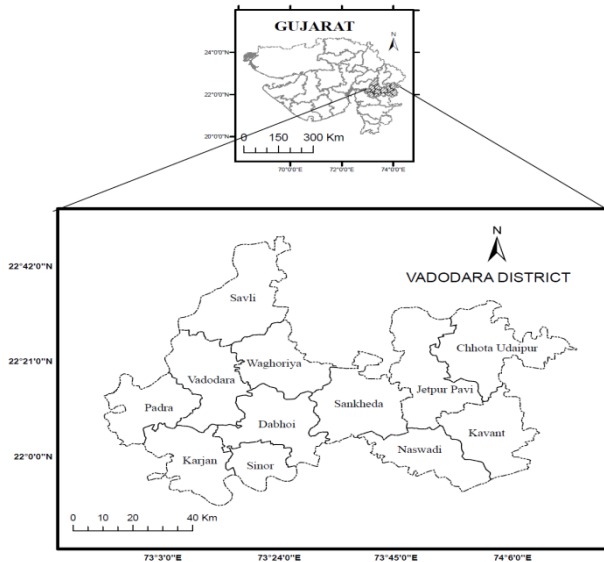 GUJARAT
N
24°0'0"N
22°0'0"N
20°0'0"N
0 150 300 Km
70°0'0"E 72°0'0"E 74°0'0"E
N
VADODARA DISTRICT
22°42'0"N
22°21'0"N
22°0'0"N
Savli
Chhota Udaipur
Waghoriya
Vadodara
Jetpur Pavi
Padra
Sankheda
Dabhoi
Kavant
Naswadi
Karjan
Sinor
0 10 20 40 Km
73°3'0"E 73°24'0"E 73°45'0"E 74°6'0"E